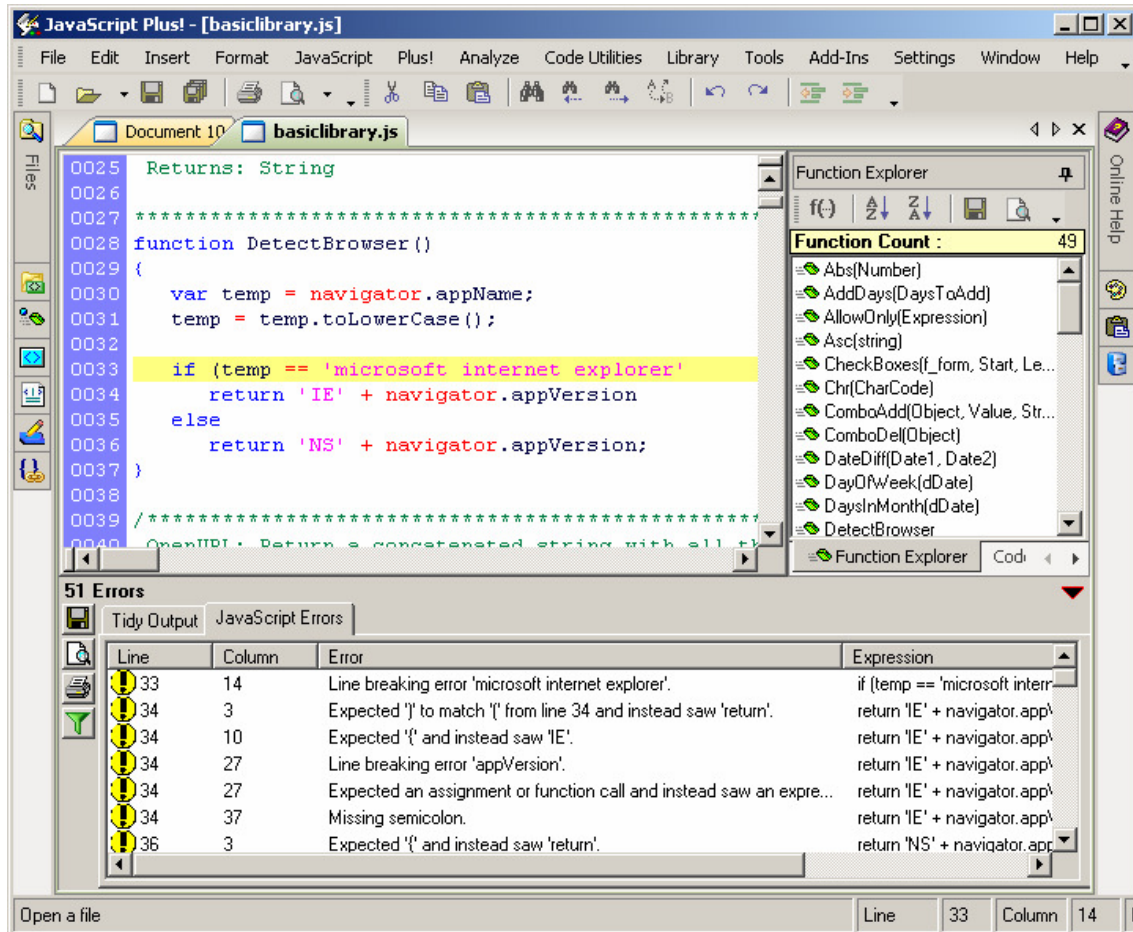 JavaScript Plus! - [basiclibrary.js]
File Edit Insert Format JavaScript Plus! Analyze Code Utilities Library Tools Add-Ins Settings Window Help
Document 10 basiclibrary.js
Files
Online Help
0025 Returns: String
0026
0027 **************************************************
0028 function DetectBrowser()
0029 {
0030 var temp = navigator.appName;
0031 temp = temp.toLowerCase();
0032
0033 if (temp == 'microsoft internet explorer'
0034 return 'IE' + navigator.appVersion
0035 else
0036 return 'NS' + navigator.appVersion;
0037 }
0038
0039 /*************************************************
0040 OpenURL: Return a concatenated string with all th
Function Explorer
f(·) A Z Z A
Function Count : 49
Abs(Number)
AddDays(DaysToAdd)
AllowOnly(Expression)
Asc(string)
CheckBoxes(f_form, Start, Le...
Chr(CharCode)
ComboAdd(Object, Value, Str...
ComboDel(Object)
DateDiff(Date1, Date2)
DayOfWeek(dDate)
DaysInMonth(dDate)
DetectBrowser
Function Explorer Cod
51 Errors
Tidy Output JavaScript Errors
Line Column Error Expression
33 14 Line breaking error 'microsoft internet explorer'. if (temp == 'microsoft intern
34 3 Expected ')' to match '(' from line 34 and instead saw 'return'. return 'IE' + navigator.app
34 10 Expected '{' and instead saw 'IE'. return 'IE' + navigator.app
34 27 Line breaking error 'appVersion'. return 'IE' + navigator.app
34 27 Expected an assignment or function call and instead saw an expre... return 'IE' + navigator.app
34 37 Missing semicolon. return 'IE' + navigator.app
36 3 Expected '{' and instead saw 'return'. return 'NS' + navigator.app
Open a file Line 33 Column 14